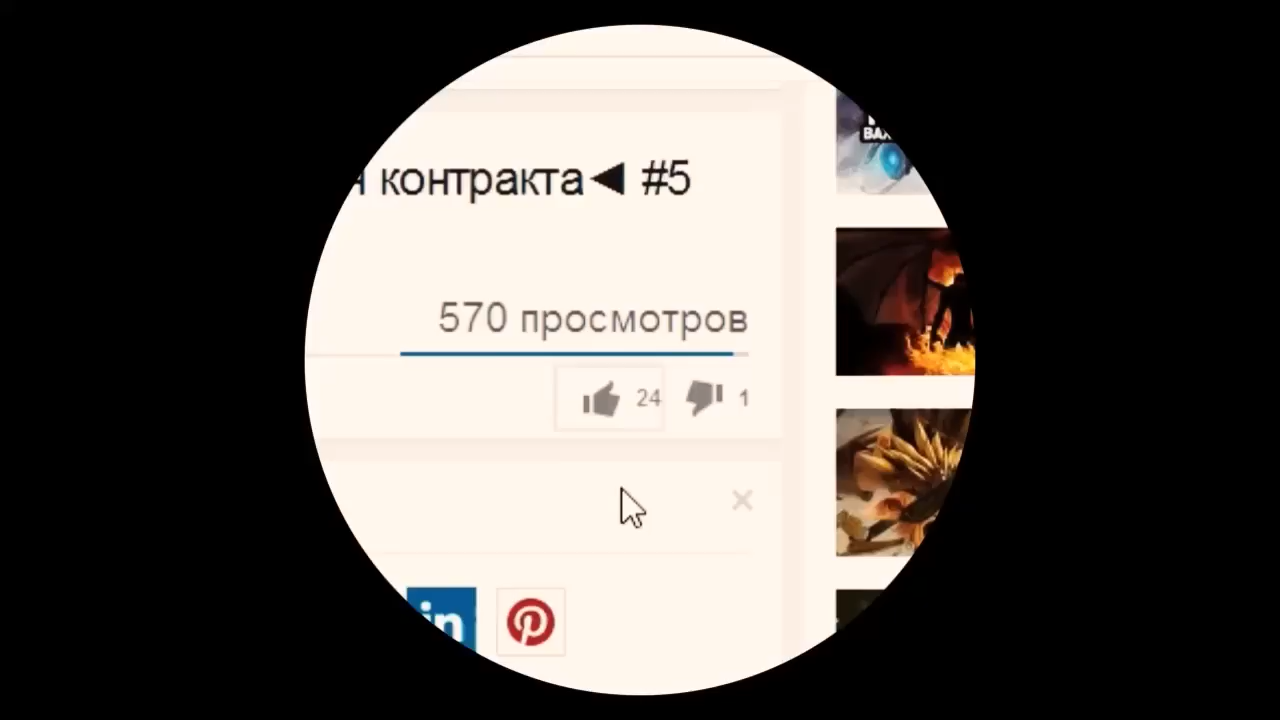 контракта◄ #5
570 просмотров
24 1
in